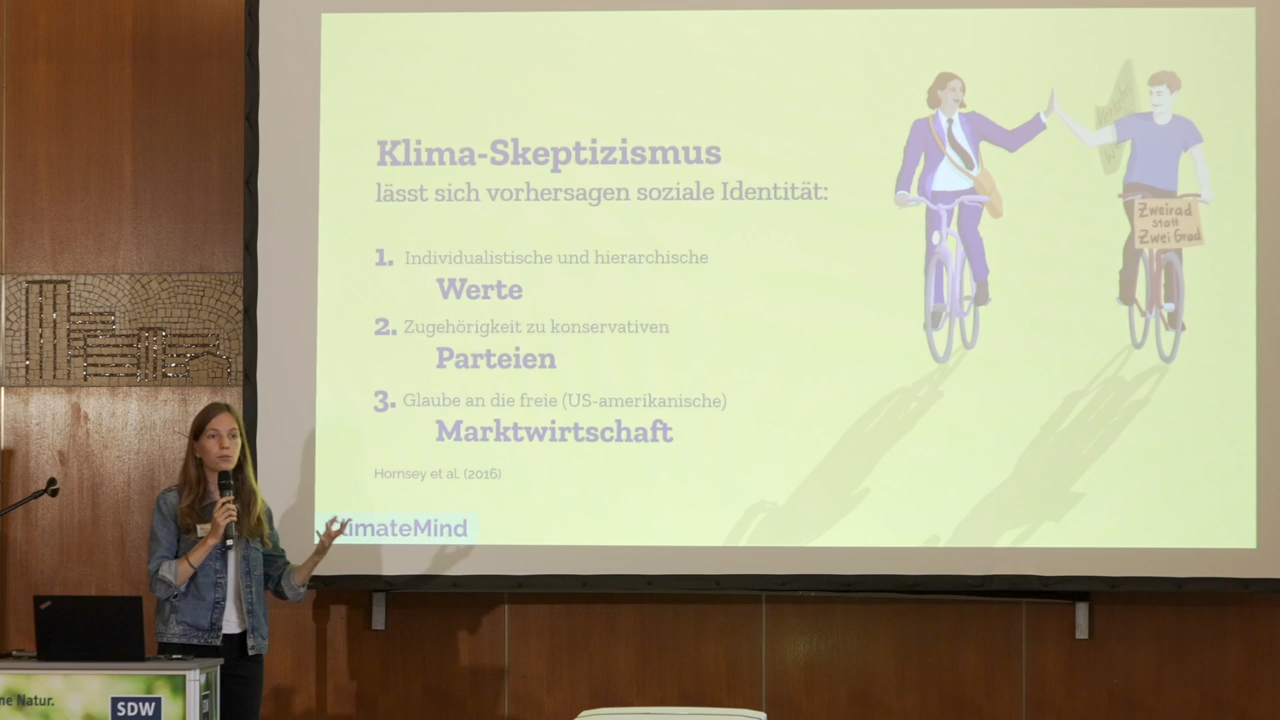 Klima-Skeptizismus
lässt sich vorhersagen soziale Identität:
1. Individualistische und hierarchische
Werte
2. Zugehörigkeit zu konservativen
Parteien
3. Glaube an die freie (US-amerikanische)
Marktwirtschaft
Hornsey et al. (2016)
ClimateMind
Zweirad
statt
Zwei Grad
ne Natur.
SDW